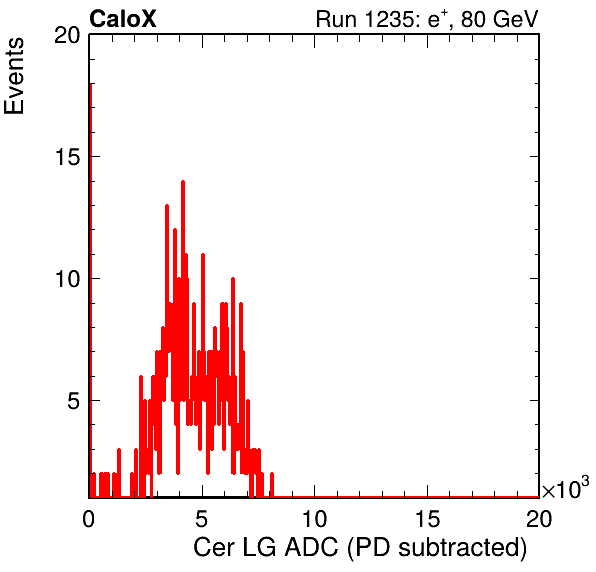 CaloX Run 1235: e⁺, 80 GeV
Events
20
15
10
5
0 5 10 15 20
×10³
Cer LG ADC (PD subtracted)